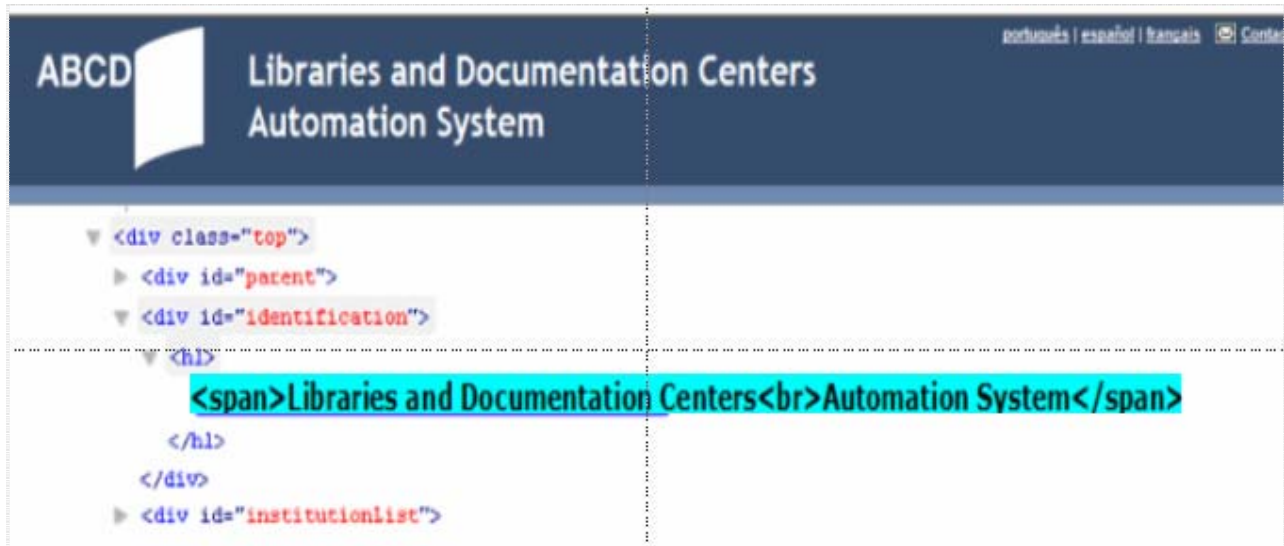 português | español | français Contac
ABCD
Libraries and Documentation Centers
Automation System
▼ <div class="top">
▶ <div id="parent">
▼ <div id="identification">
▼ <h1>
<span>Libraries and Documentation Centers<br>Automation System</span>
</h1>
</div>
▶ <div id="institutionList">